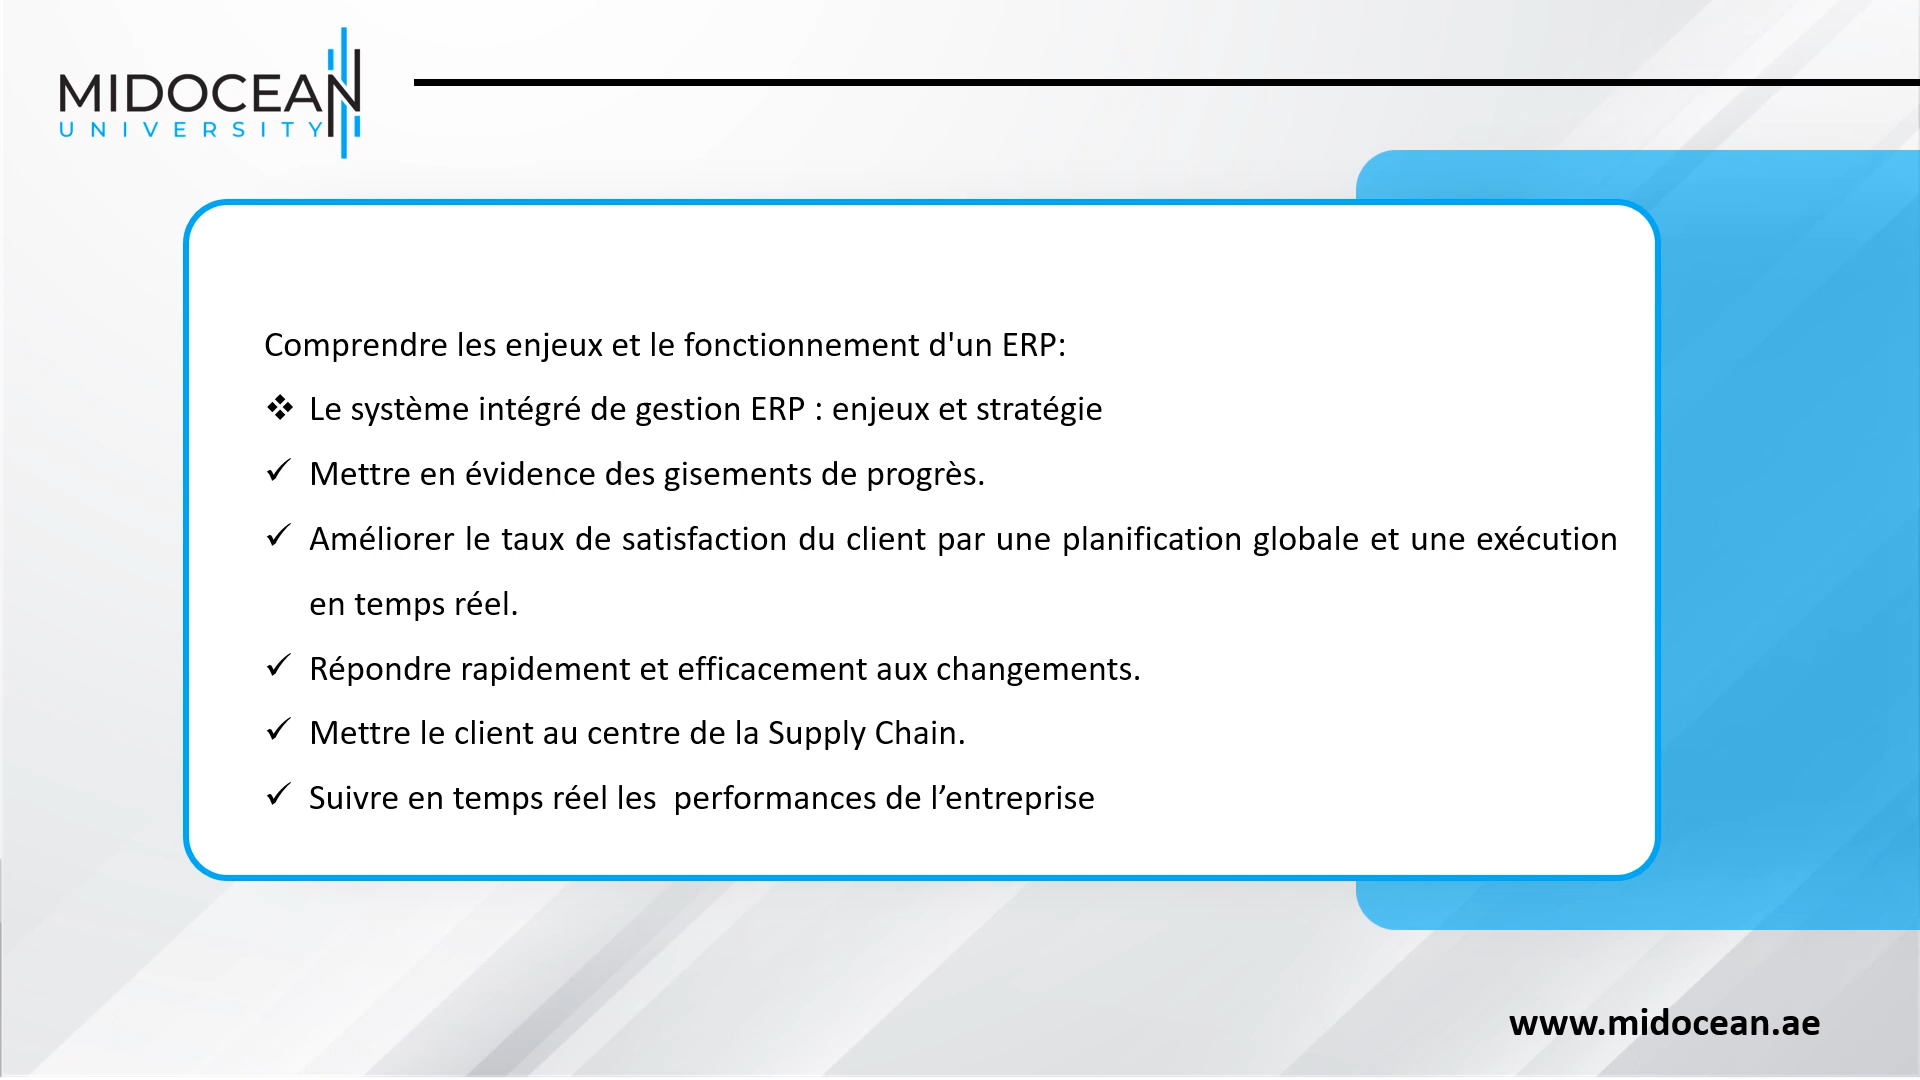 MIDOCEAN
UNIVERSITY
Comprendre les enjeux et le fonctionnement d'un ERP:
❖ Le système intégré de gestion ERP : enjeux et stratégie
✓ Mettre en évidence des gisements de progrès.
✓ Améliorer le taux de satisfaction du client par une planification globale et une exécution
en temps réel.
✓ Répondre rapidement et efficacement aux changements.
✓ Mettre le client au centre de la Supply Chain.
✓ Suivre en temps réel les  performances de l’entreprise
www.midocean.ae